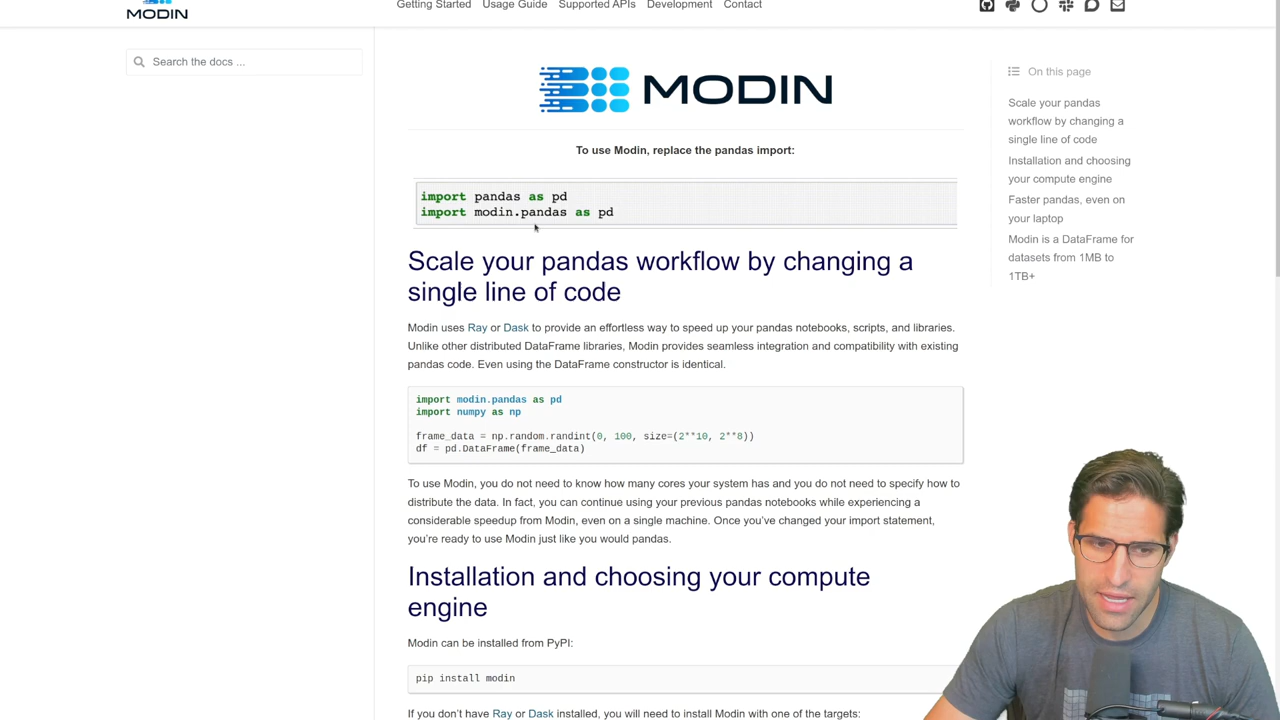 MODIN
Getting Started Usage Guide Supported APIs Development Contact
Search the docs ...
MODIN
To use Modin, replace the pandas import:
import pandas as pd
import modin.pandas as pd
Scale your pandas workflow by changing a
single line of code
Modin uses Ray or Dask to provide an effortless way to speed up your pandas notebooks, scripts, and libraries.
Unlike other distributed DataFrame libraries, Modin provides seamless integration and compatibility with existing
pandas code. Even using the DataFrame constructor is identical.
import modin.pandas as pd
import numpy as np
frame_data = np.random.randint(0, 100, size=(2**10, 2**8))
df = pd.DataFrame(frame_data)
To use Modin, you do not need to know how many cores your system has and you do not need to specify how to
distribute the data. In fact, you can continue using your previous pandas notebooks while experiencing a
considerable speedup from Modin, even on a single machine. Once you've changed your import statement,
you're ready to use Modin just like you would pandas.
Installation and choosing your compute
engine
Modin can be installed from PyPI:
pip install modin
If you don't have Ray or Dask installed, you will need to install Modin with one of the targets:
On this page
Scale your pandas
workflow by changing a
single line of code
Installation and choosing
your compute engine
Faster pandas, even on
your laptop
Modin is a DataFrame for
datasets from 1MB to
1TB+